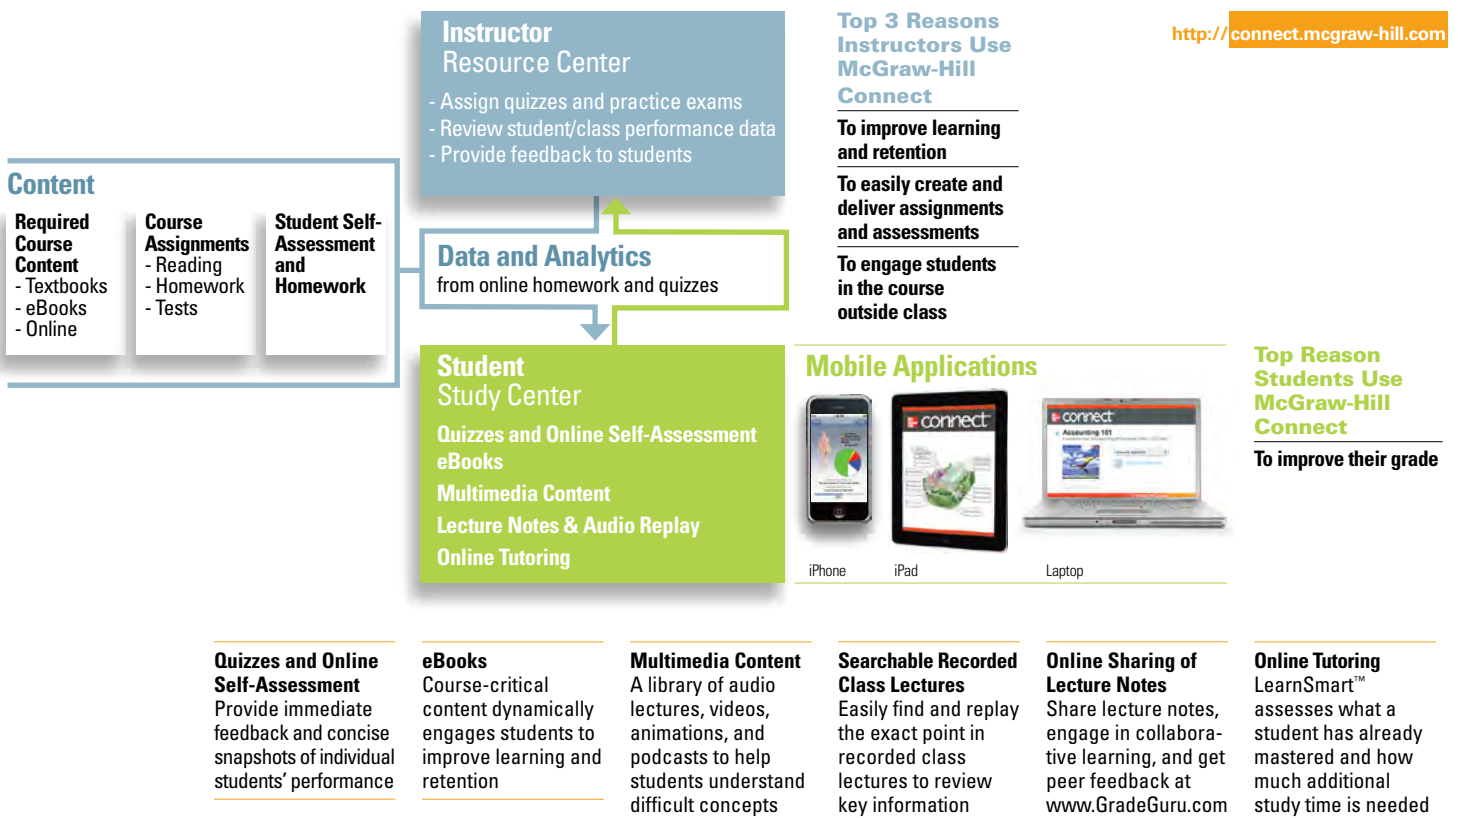 Instructor
Resource Center
- Assign quizzes and practice exams
- Review student/class performance data
- Provide feedback to students
Top 3 Reasons
Instructors Use
McGraw-Hill
Connect
To improve learning
and retention
To easily create and
deliver assignments
and assessments
To engage students
in the course
outside class
http://connect.mcgraw-hill.com
Content
Required
Course
Content
- Textbooks
- eBooks
- Online
Course
Assignments
- Reading
- Homework
- Tests
Student Self-
Assessment
and
Homework
Data and Analytics
from online homework and quizzes
Student
Study Center
Quizzes and Online Self-Assessment
eBooks
Multimedia Content
Lecture Notes & Audio Replay
Online Tutoring
Mobile Applications
connect
connect
Accounting 101
iPhone
iPad
Laptop
Top Reason
Students Use
McGraw-Hill
Connect
To improve their grade
Quizzes and Online
Self-Assessment
Provide immediate
feedback and concise
snapshots of individual
students’ performance
eBooks
Course-critical
content dynamically
engages students to
improve learning and
retention
Multimedia Content
A library of audio
lectures, videos,
animations, and
podcasts to help
students understand
difficult concepts
Searchable Recorded
Class Lectures
Easily find and replay
the exact point in
recorded class
lectures to review
key information
Online Sharing of
Lecture Notes
Share lecture notes,
engage in collabora-
tive learning, and get
peer feedback at
www.GradeGuru.com
Online Tutoring
LearnSmart™
assesses what a
student has already
mastered and how
much additional
study time is needed